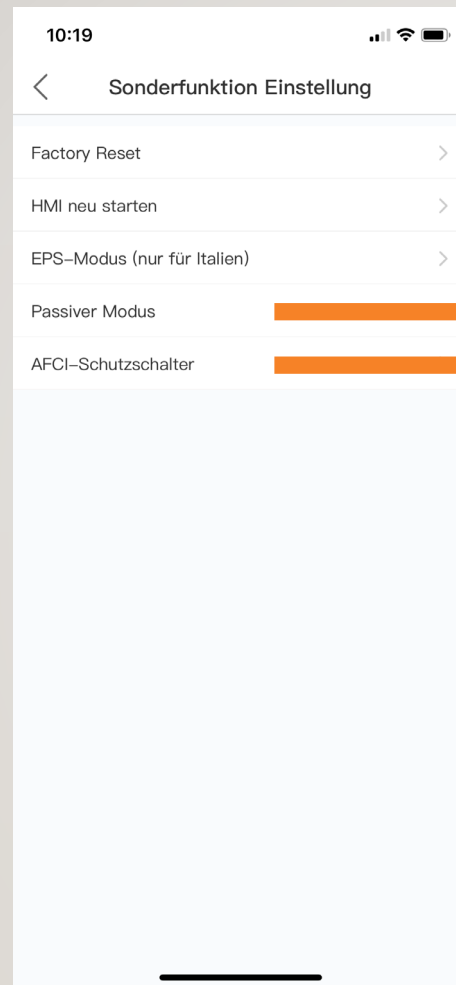 10:19
Sonderfunktion Einstellung
Factory Reset
HMI neu starten
EPS-Modus (nur für Italien)
Passiver Modus
AFCI-Schutzschalter